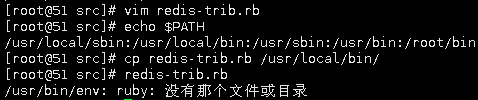 [root@51 src]# vim redis-trib.rb
[root@51 src]# echo $PATH
/usr/local/sbin:/usr/local/bin:/usr/sbin:/usr/bin:/root/bin
[root@51 src]# cp redis-trib.rb /usr/local/bin/
[root@51 src]# redis-trib.rb
/usr/bin/env: ruby: 没有那个文件或目录